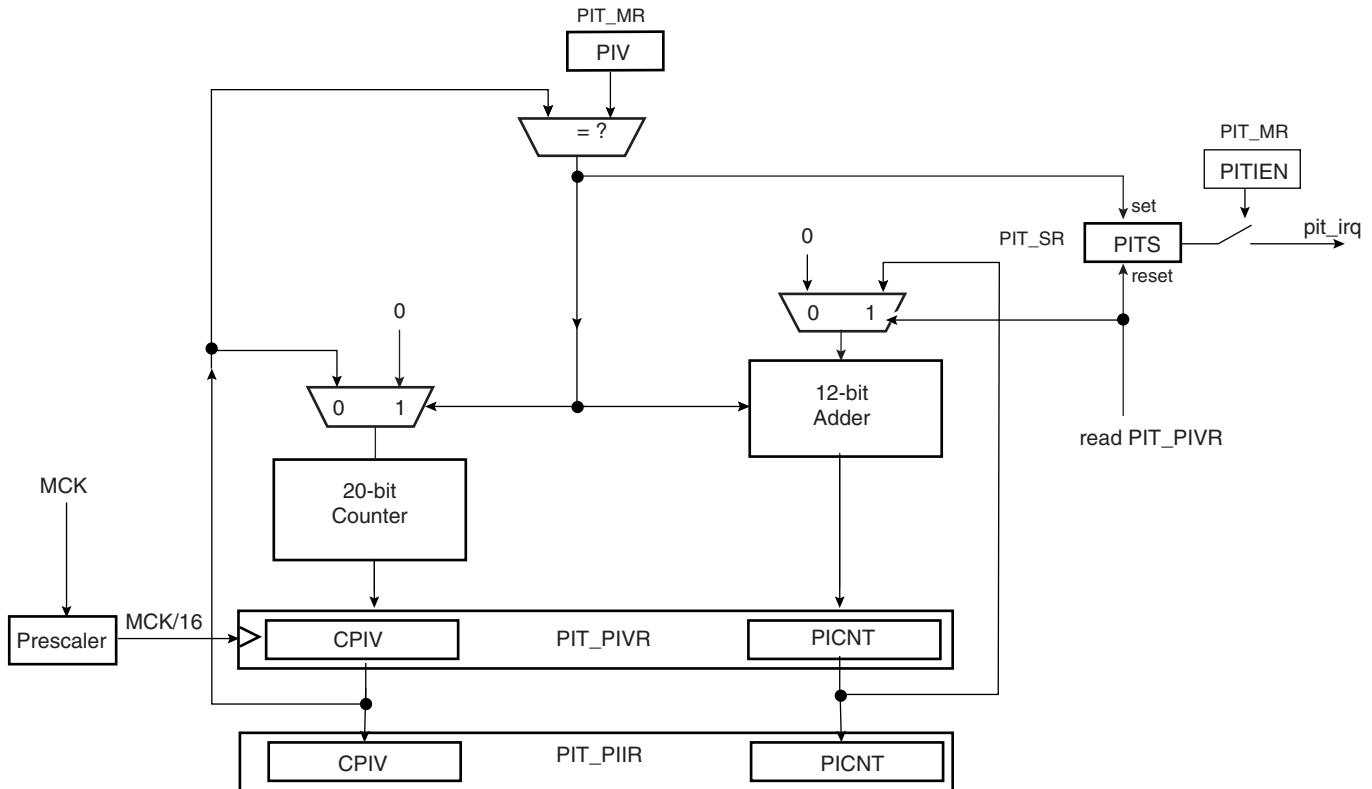 PIT_MR
PIV
= ?
PIT_MR
PITIEN
set
0
PIT_SR
PITS
pit_irq
reset
0
0 1
0 1
12-bit
Adder
read PIT_PIVR
MCK
20-bit
Counter
MCK/16
Prescaler
CPIV
PIT_PIVR
PICNT
CPIV
PIT_PIIR
PICNT